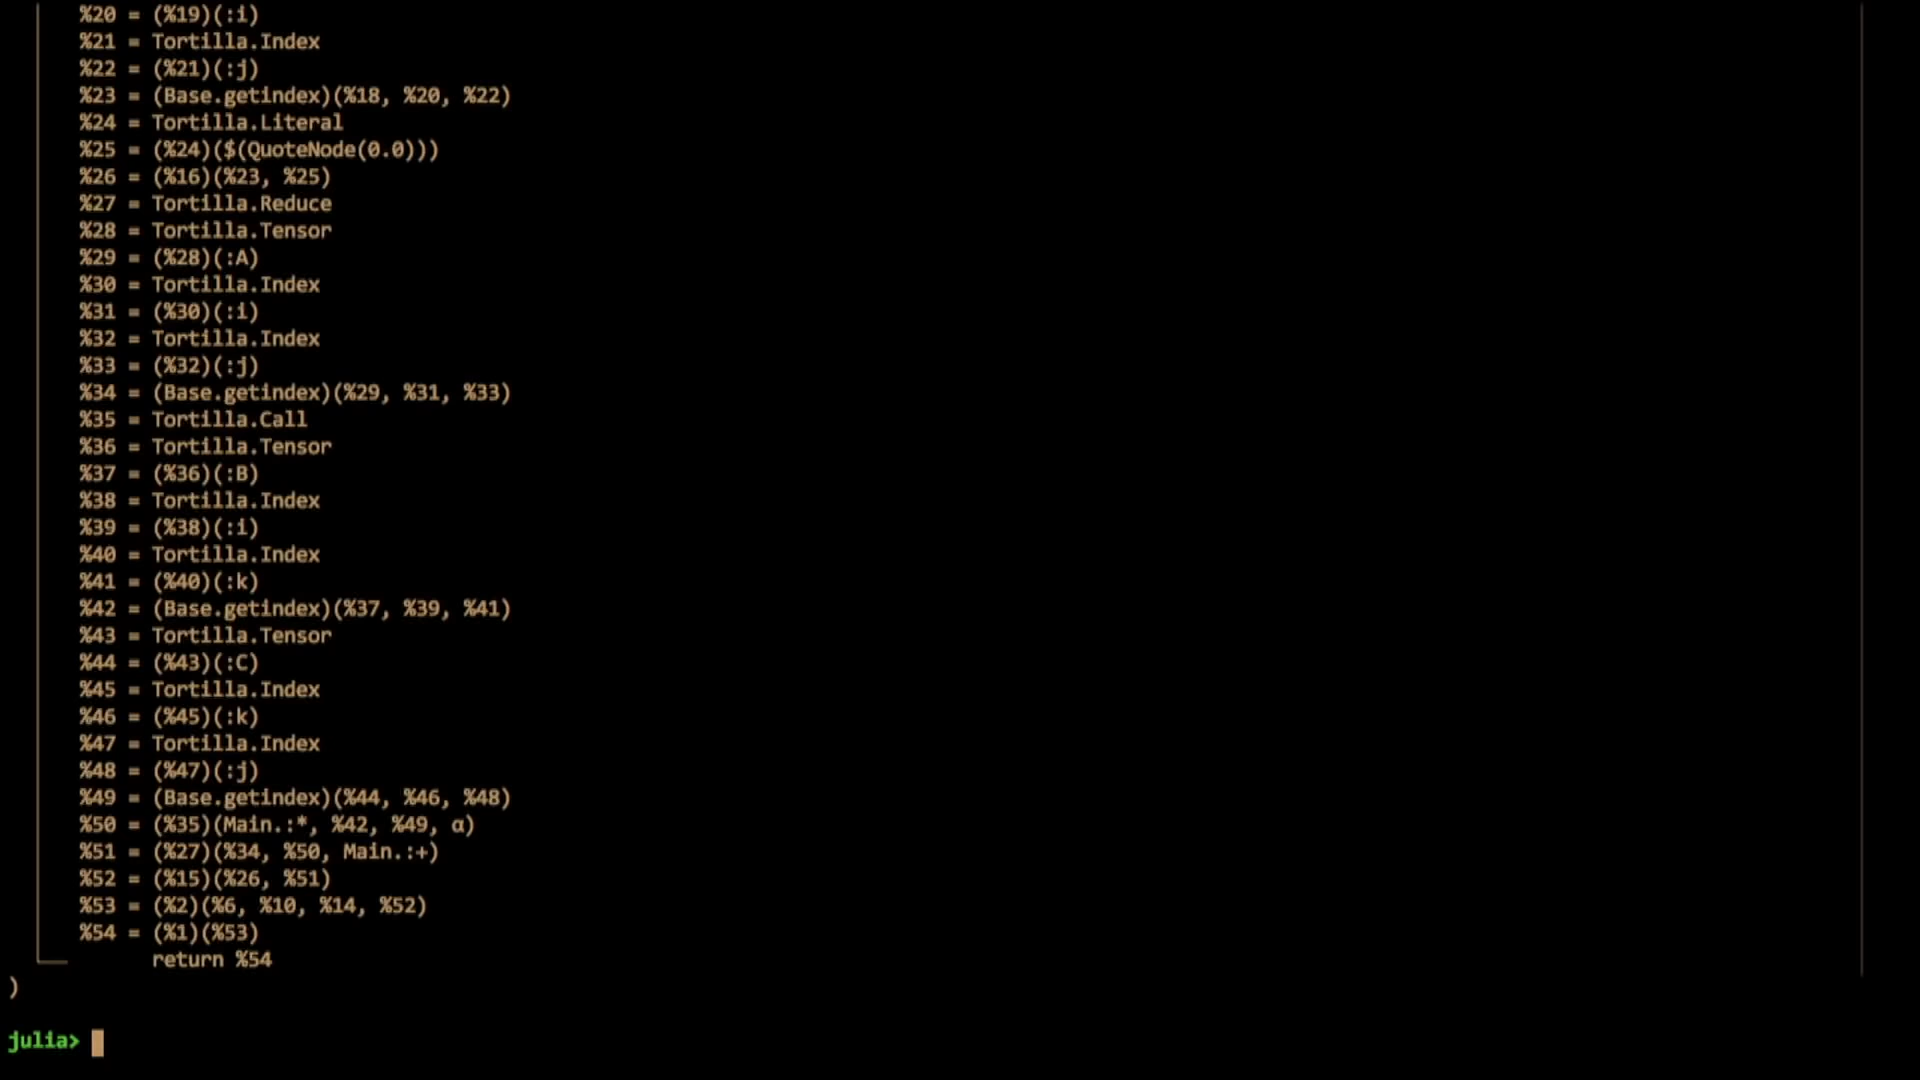 %20 = (%19)(:i)
%21 = Tortilla.Index
%22 = (%21)(:j)
%23 = (Base.getindex)(%18, %20, %22)
%24 = Tortilla.Literal
%25 = (%24)($(QuoteNode(0.0)))
%26 = (%16)(%23, %25)
%27 = Tortilla.Reduce
%28 = Tortilla.Tensor
%29 = (%28)(:A)
%30 = Tortilla.Index
%31 = (%30)(:i)
%32 = Tortilla.Index
%33 = (%32)(:j)
%34 = (Base.getindex)(%29, %31, %33)
%35 = Tortilla.Call
%36 = Tortilla.Tensor
%37 = (%36)(:B)
%38 = Tortilla.Index
%39 = (%38)(:i)
%40 = Tortilla.Index
%41 = (%40)(:k)
%42 = (Base.getindex)(%37, %39, %41)
%43 = Tortilla.Tensor
%44 = (%43)(:C)
%45 = Tortilla.Index
%46 = (%45)(:k)
%47 = Tortilla.Index
%48 = (%47)(:j)
%49 = (Base.getindex)(%44, %46, %48)
%50 = (%35)(Main.:*, %42, %49, α)
%51 = (%27)(%34, %50, Main.:+)
%52 = (%15)(%26, %51)
%53 = (%2)(%6, %10, %14, %52)
%54 = (%1)(%53)
return %54
)
julia>